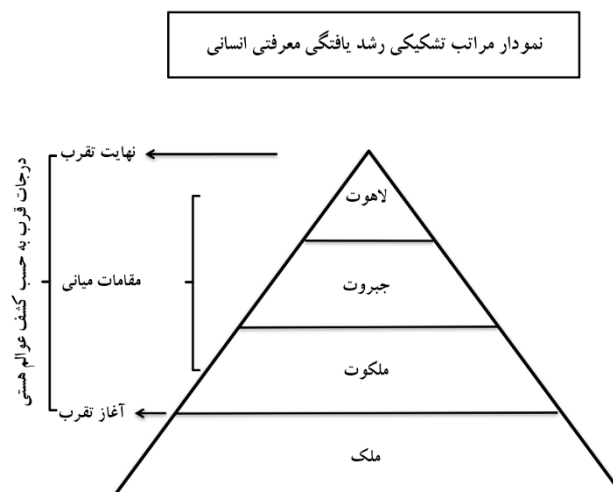 نمودار مراتب تشکیکی رشد یافتگی معرفتی انسانی
نهایت تقرب
لاهوت
جبروت
مقامات میانی
درجات قرب به حسب کشف عوالم هستی
ملکوت
آغاز تقرب
ملک